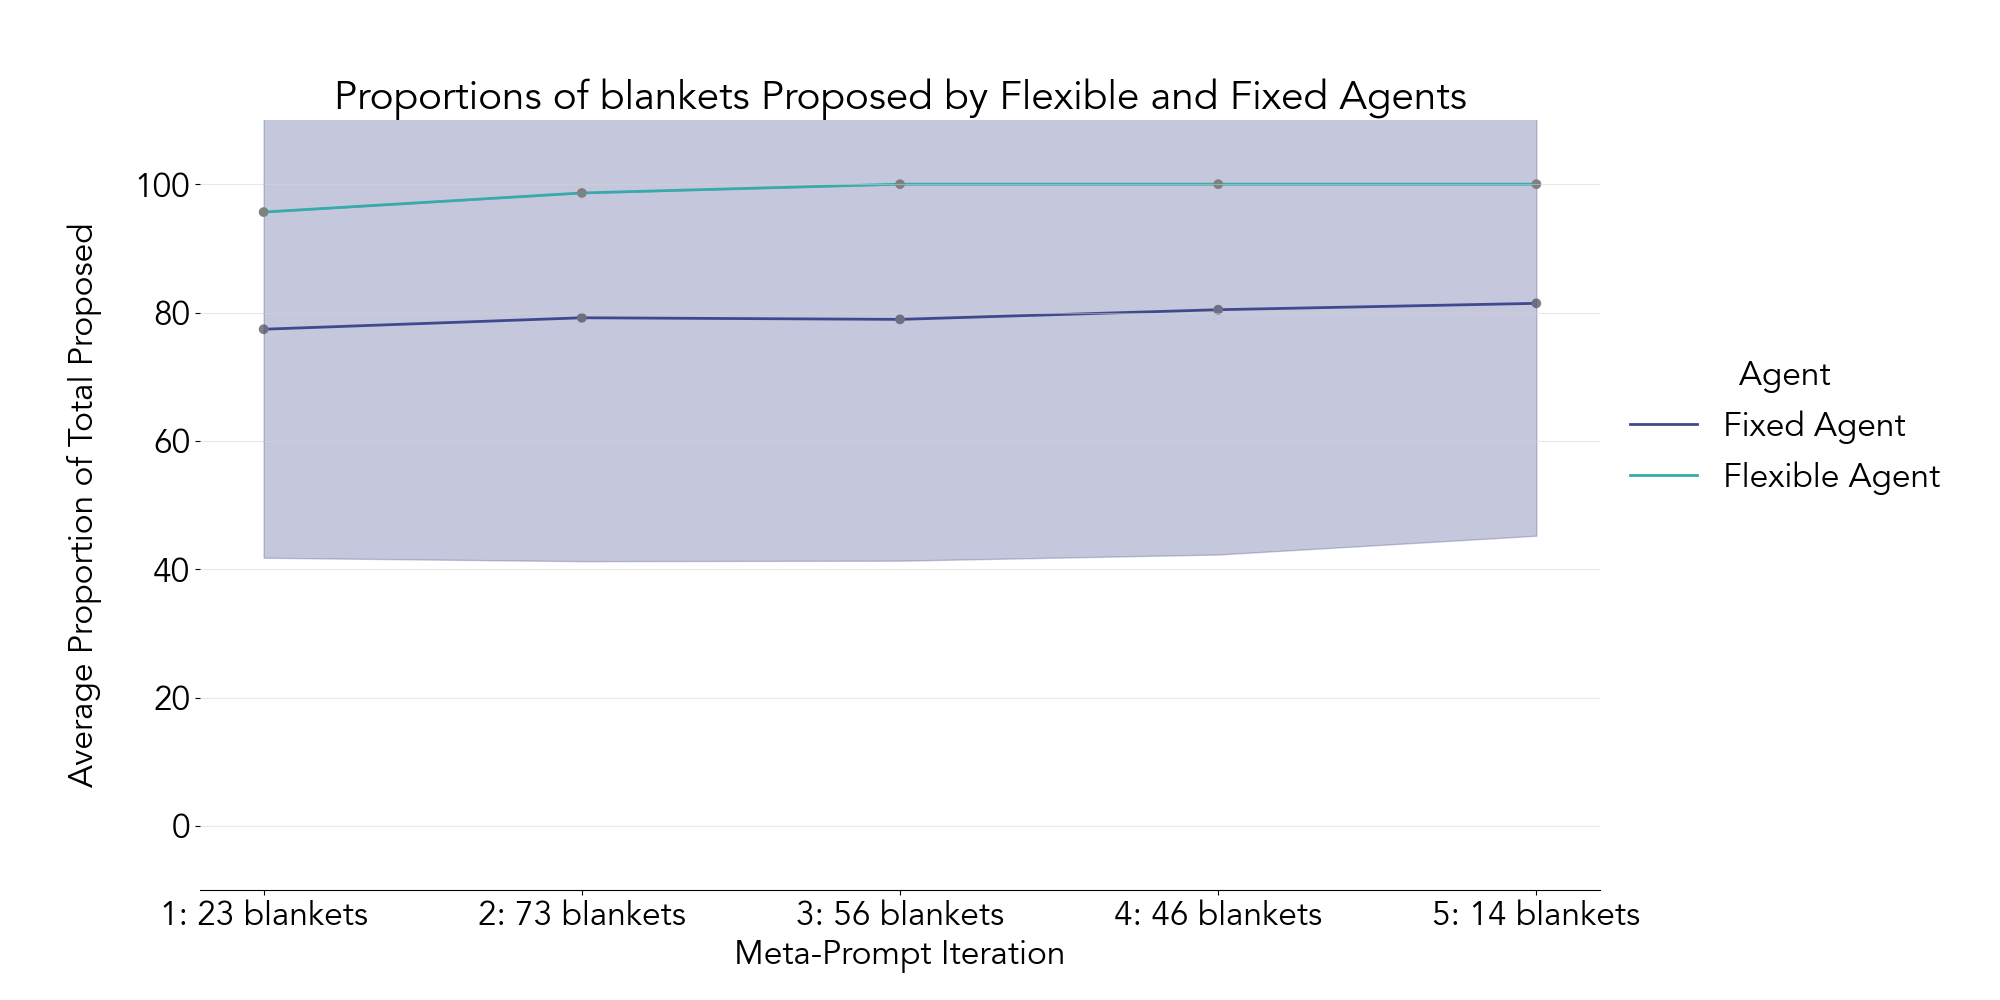 Proportions of blankets Proposed by Flexible and Fixed Agents
Average Proportion of Total Proposed
100
80
60
40
20
0
1: 23 blankets
2: 73 blankets
3: 56 blankets
4: 46 blankets
5: 14 blankets
Meta-Prompt Iteration
Agent
Fixed Agent
Flexible Agent